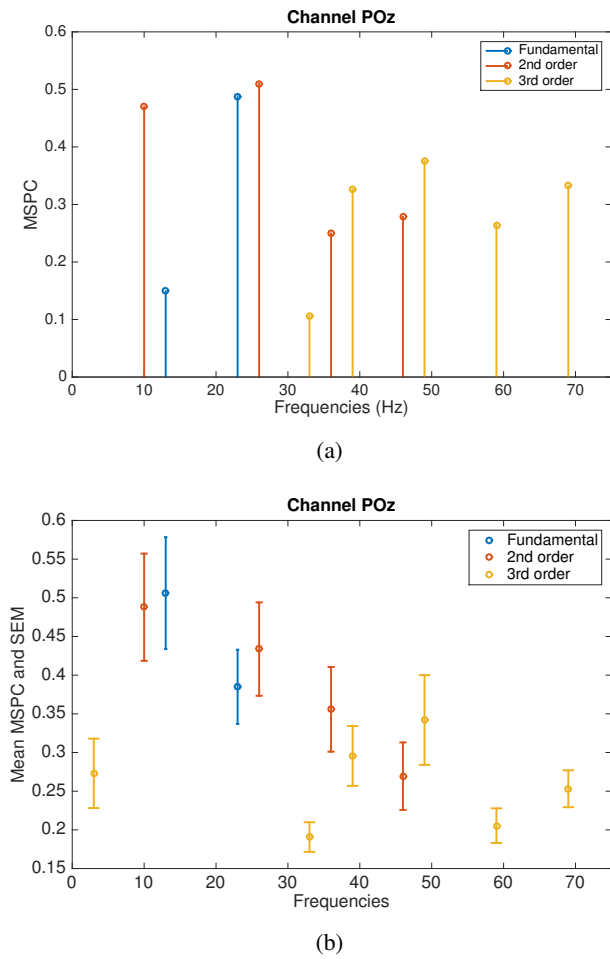 Channel POz
Fundamental
2nd order
3rd order
MSPC
0.6
0.5
0.4
0.3
0.2
0.1
0
0 10 20 30 40 50 60 70
Frequencies (Hz)
(a)
Channel POz
Fundamental
2nd order
3rd order
Mean MSPC and SEM
0.6
0.55
0.5
0.45
0.4
0.35
0.3
0.25
0.2
0.15
0 10 20 30 40 50 60 70
Frequencies
(b)